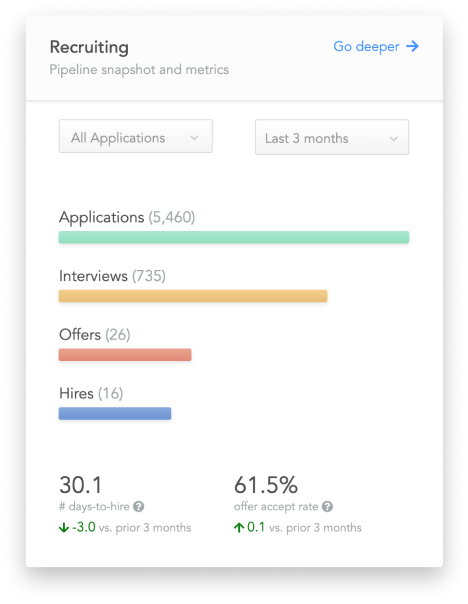 Recruiting
Go deeper →
Pipeline snapshot and metrics
All Applications
Last 3 months
Applications (5,460)
Interviews (735)
Offers (26)
Hires (16)
30.1
61.5%
# days-to-hire ?
offer accept rate ?
↓ -3.0 vs. prior 3 months
↑ 0.1 vs. prior 3 months